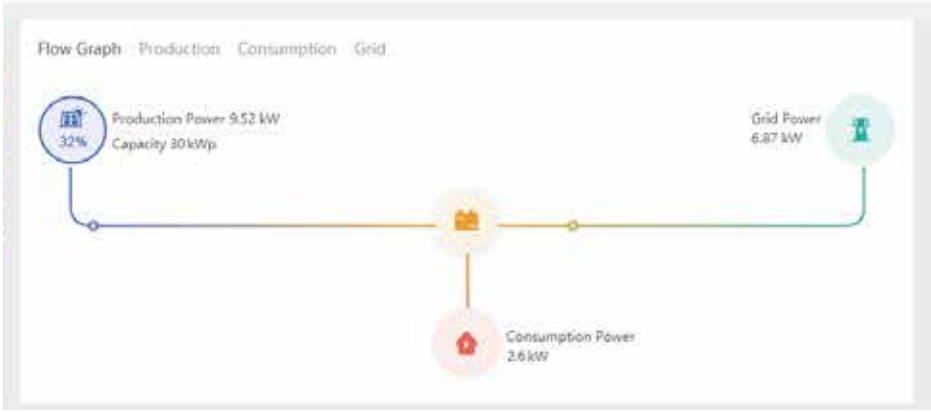 Flow Graph Production Consumption Grid
32%
Production Power 9.52 kW
Capacity 30 kWp
Grid Power
6.87 kW
Consumption Power
2.6 kW